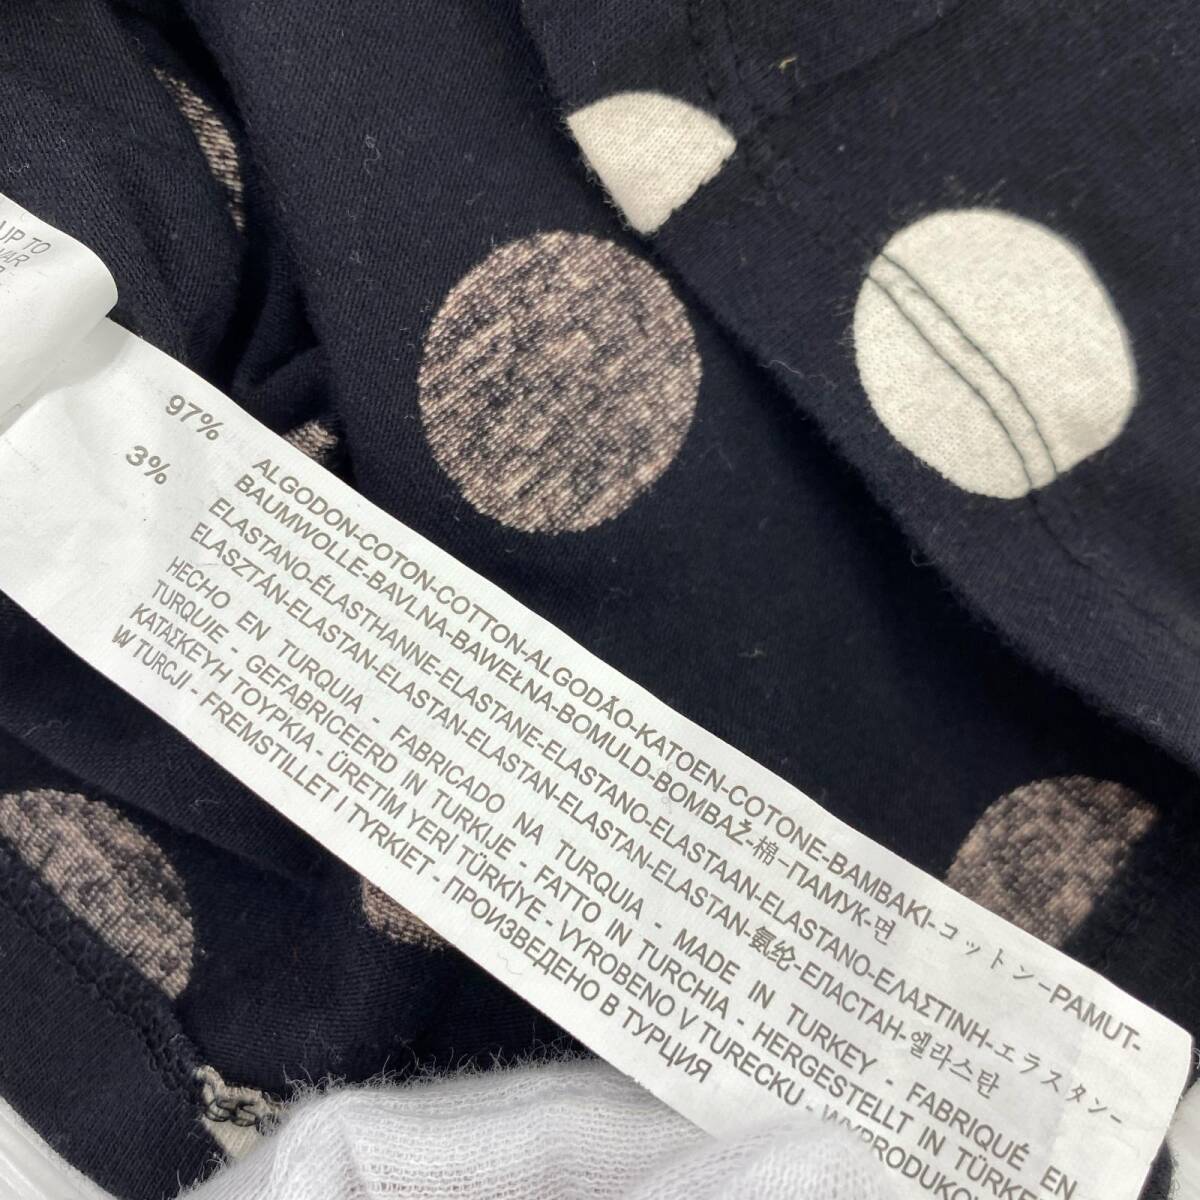 UP TO
97% ALGODON-COTON-COTTON-ALGODÃO-KATOEN-COTONE-BAMBAKI-コットン-PAMUT-
BAUMWOLLE-BAVLNA-BAWEŁNA-BOMULD-BOMBAŽ-棉-ПАМУК-면
3% ELASTANO-ÉLASTHANNE-ELASTANE-ELASTANO-ELASTAAN-ELASTANO-ΕΛΑΣΤΙΝΗ-エラスタン-
ELASZTÁN-ELASTAN-ELASTAN-ELASTAN-ELASTAN-ELASTAN-氨纶-ЕЛАСТАН-엘라스탄
HECHO EN TURQUIA - FABRICADO NA TURQUIA - MADE IN TURKEY - FABRIQUÉ EN
TURQUIE - GEFABRICEERD IN TURKIJE - FATTO IN TURCHIA - HERGESTELLT IN
ΚΑΤΑΣΚΕΥΗ ΤΟΥΡΚΙΑ - ÜRETİM YERİ TÜRKİYE - VYROBENO V TURECKU -
W TURCJI - FREMSTILLET I TYRKIET - ПРОИЗВЕДЕНО В ТУРЦИЯ